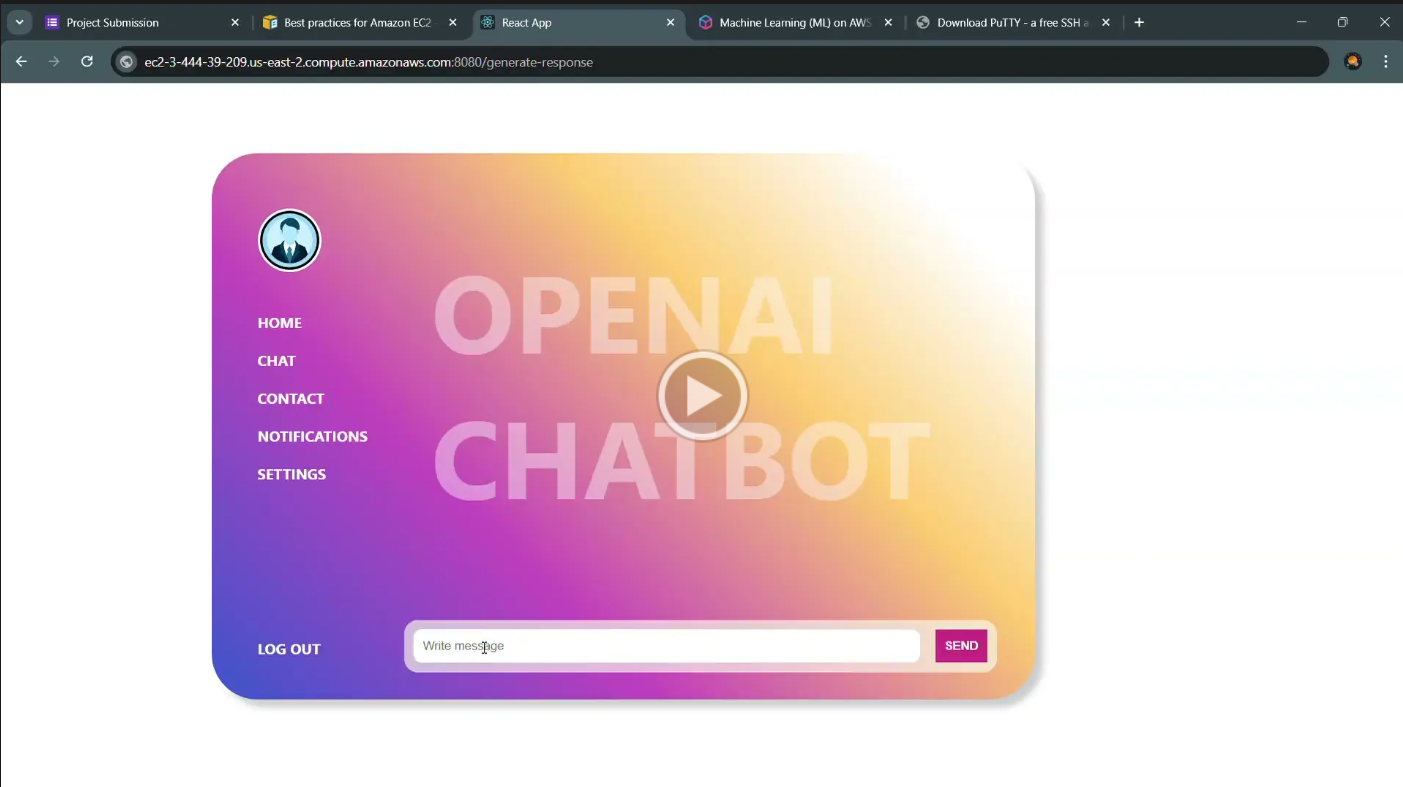 Project Submission
Best practices for Amazon EC2
React App
Machine Learning (ML) on AWS
Download PuTTY - a free SSH
ec2-3-444-39-209.us-east-2.compute.amazonaws.com:8080/generate-response
OPENAI
CHATBOT
HOME
CHAT
CONTACT
NOTIFICATIONS
SETTINGS
LOG OUT
Write message
SEND